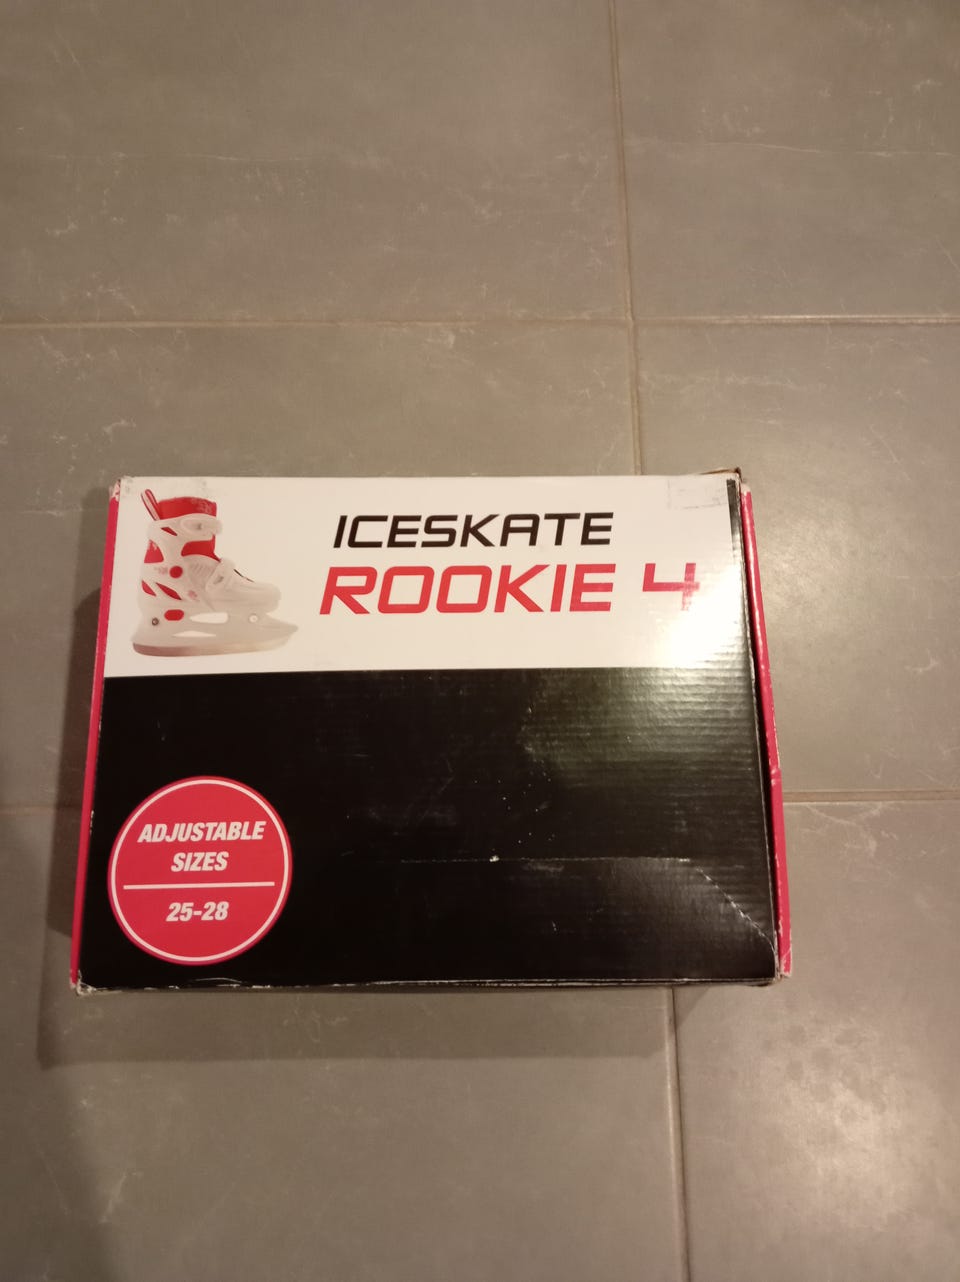 ICESKATE
ROOKIE 4
ADJUSTABLE
SIZES
25-28